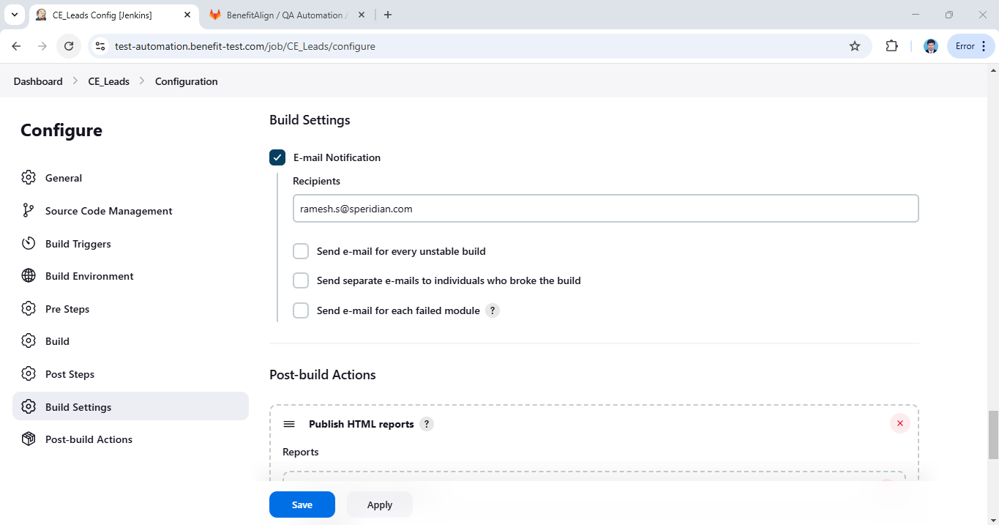 CE_Leads Config [Jenkins]
BenefitAlign / QA Automation /
test-automation.benefit-test.com/job/CE_Leads/configure
Error
Dashboard
CE_Leads
Configuration
Configure
General
Source Code Management
Build Triggers
Build Environment
Pre Steps
Build
Post Steps
Build Settings
Post-build Actions
Build Settings
E-mail Notification
Recipients
ramesh.s@speridian.com
Send e-mail for every unstable build
Send separate e-mails to individuals who broke the build
Send e-mail for each failed module ?
Post-build Actions
Publish HTML reports ?
Reports
Save
Apply